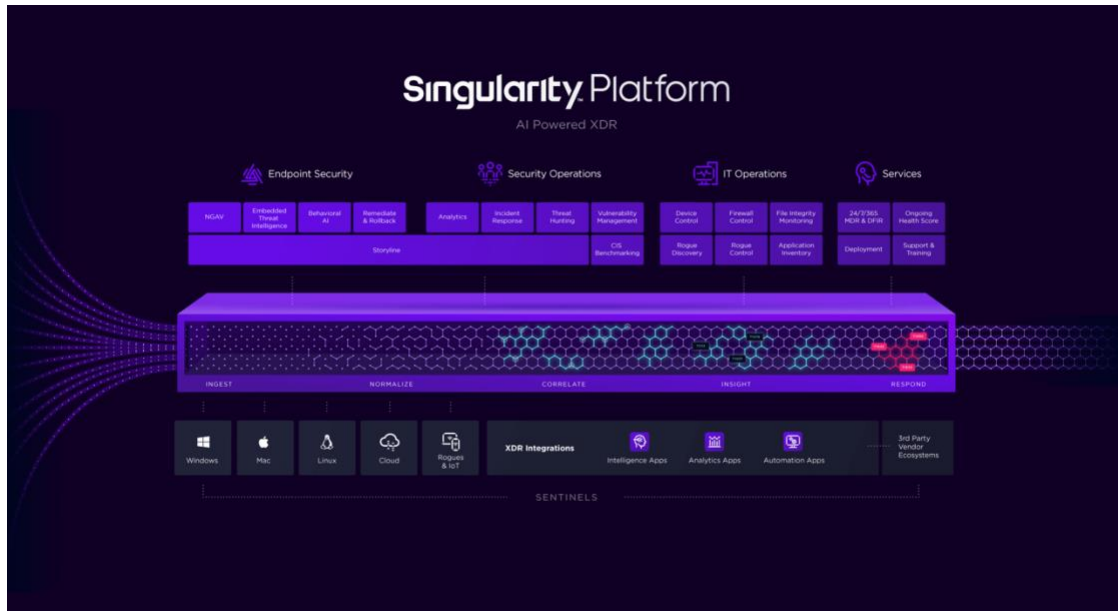 Singularity™ Platform
AI Powered XDR
Endpoint Security
Security Operations
IT Operations
Services
NGAV
Embedded
Threat
Intelligence
Behavioral
AI
Remediate
& Rollback
Analytics
Incident
Response
Threat
Hunting
Vulnerability
Management
Device
Control
Firewall
Control
File Integrity
Monitoring
24/7/365
MDR & DFIR
Ongoing
Health Score
Storyline
CIS
Benchmarking
Rogue
Discovery
Rogue
Control
Application
Inventory
Deployment
Support &
Training
INGEST
NORMALIZE
CORRELATE
INSIGHT
RESPOND
Windows
Mac
Linux
Cloud
Rogues
& IoT
XDR Integrations
Intelligence Apps
Analytics Apps
Automation Apps
3rd Party
Vendor
Ecosystems
SENTINELS